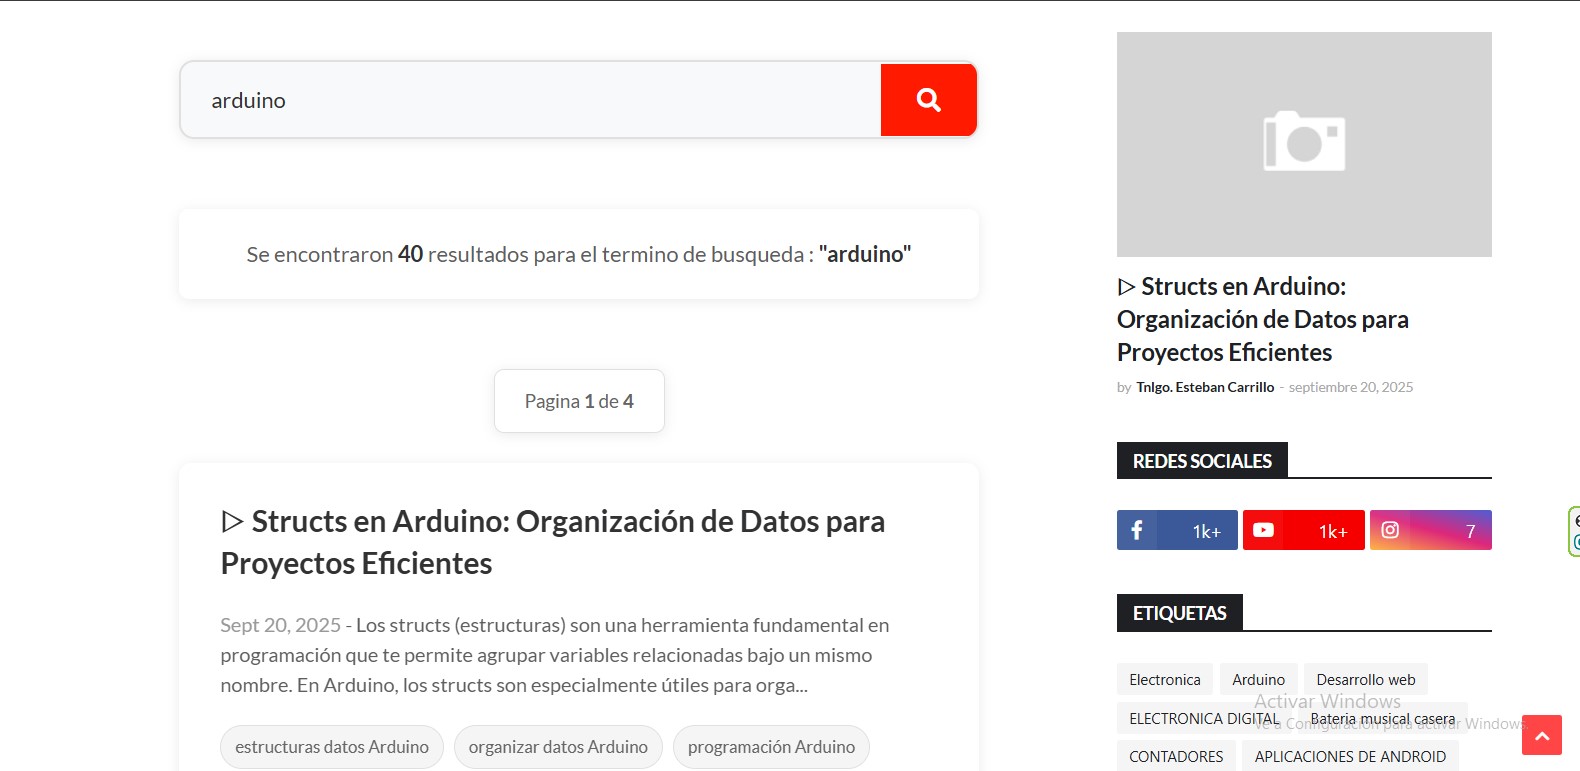 arduino
Se encontraron 40 resultados para el termino de busqueda : "arduino"
Pagina 1 de 4
▷ Structs en Arduino: Organización de Datos para
Proyectos Eficientes
Sept 20, 2025 - Los structs (estructuras) son una herramienta fundamental en
programación que te permite agrupar variables relacionadas bajo un mismo
nombre. En Arduino, los structs son especialmente útiles para orga...
estructuras datos Arduino
organizar datos Arduino
programación Arduino
▷ Structs en Arduino:
Organización de Datos para
Proyectos Eficientes
by Tnlgo. Esteban Carrillo - septiembre 20, 2025
REDES SOCIALES
1k+
1k+
7
ETIQUETAS
Electronica
Arduino
Desarrollo web
ELECTRONICA DIGITAL
Bateria musical casera
CONTADORES
APLICACIONES DE ANDROID
Activar Windows
Ve a Configuración para activar Windows.